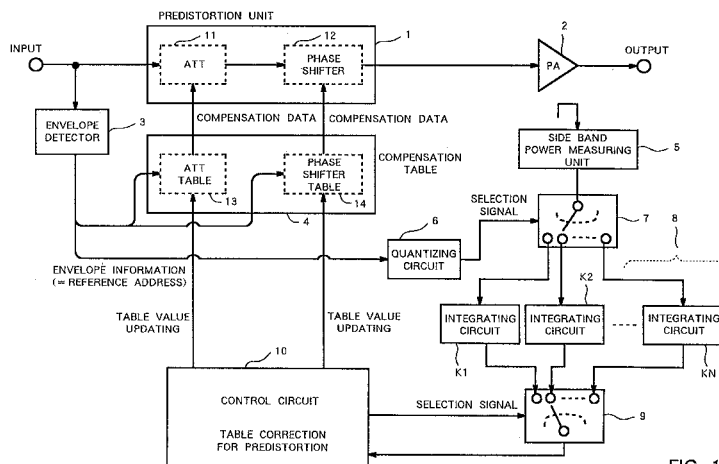 PREDISTORTION UNIT
11
12
1
2
INPUT
ATT
PHASE
SHIFTER
PA
OUTPUT
3
COMPENSATION DATA
COMPENSATION DATA
ENVELOPE
DETECTOR
SIDE BAND
POWER MEASURING
UNIT
5
ATT
TABLE
PHASE
SHIFTER
TABLE
COMPENSATION
TABLE
13
14
4
SELECTION
SIGNAL
6
7
8
QUANTIZING
CIRCUIT
ENVELOPE INFORMATION
(= REFERENCE ADDRESS)
K2
TABLE VALUE
UPDATING
TABLE VALUE
UPDATING
INTEGRATING
CIRCUIT
INTEGRATING
CIRCUIT
INTEGRATING
CIRCUIT
K1
KN
10
CONTROL CIRCUIT
SELECTION SIGNAL
9
TABLE CORRECTION
FOR PREDISTORTION